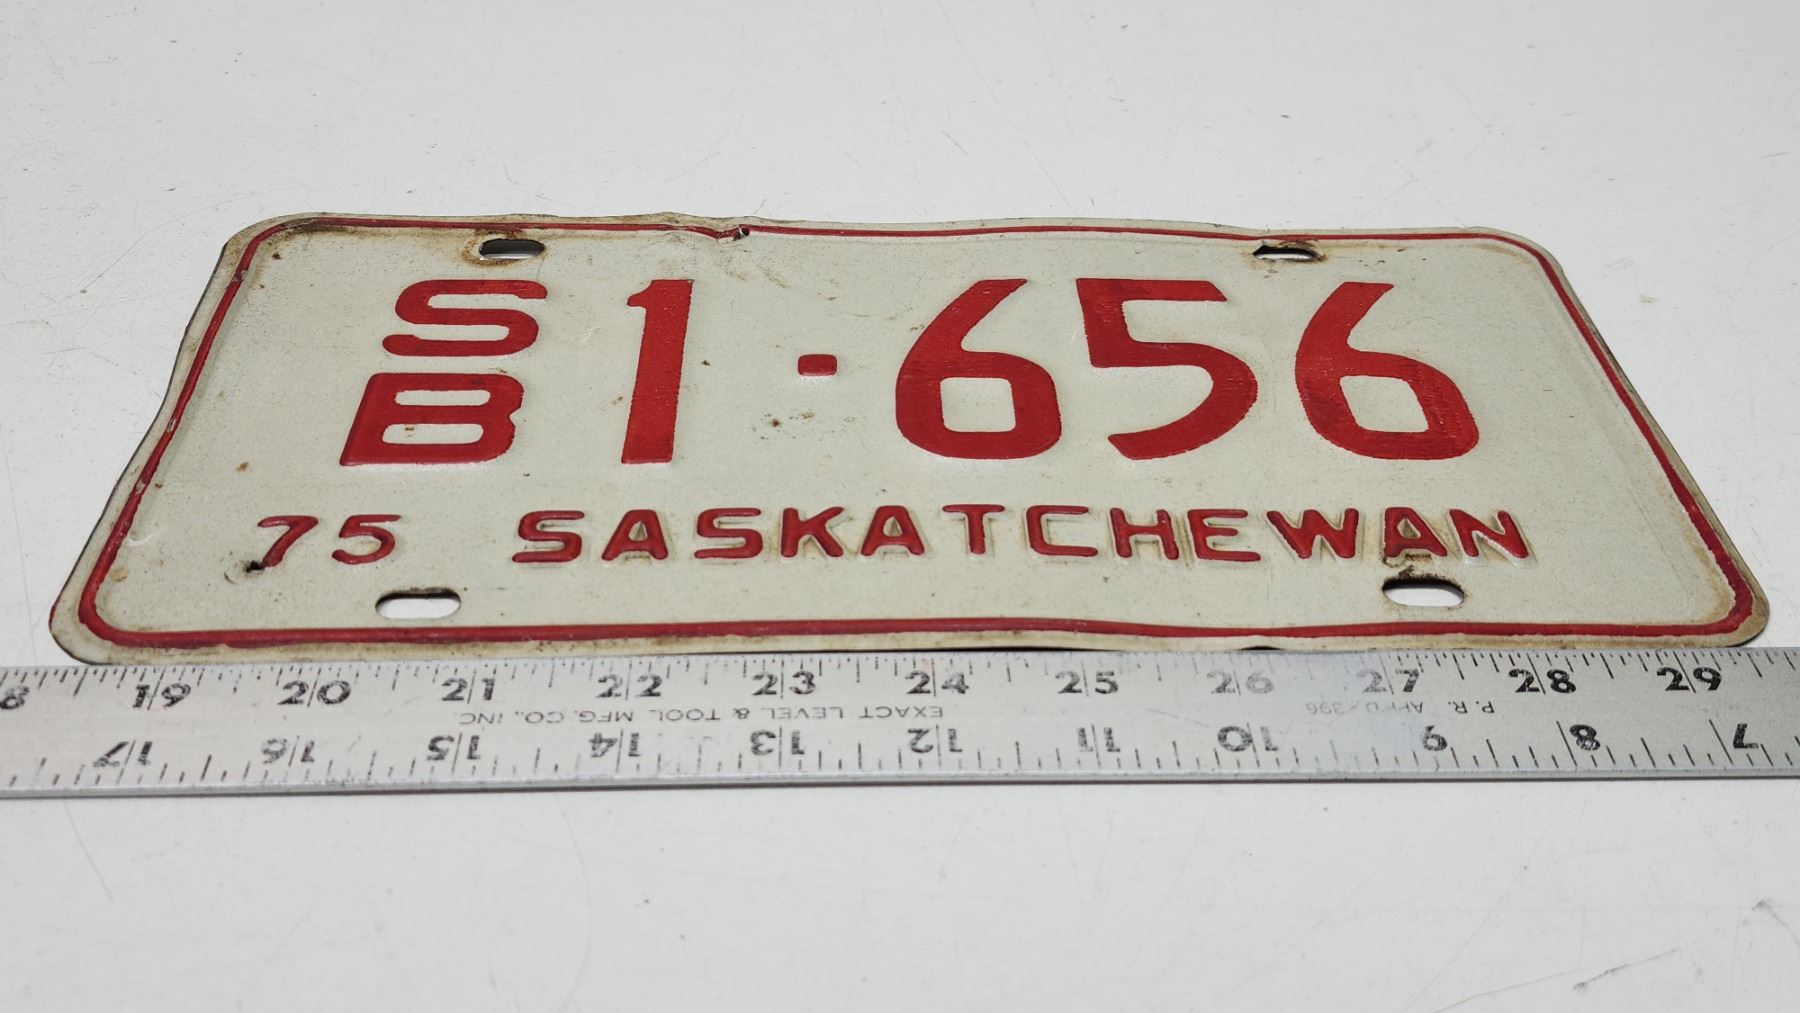 SB 1·656
75 SASKATCHEWAN
8 19 20 21 22 23 24 25 26 27 28 29
EXACT LEVEL & TOOL MFG. CO., INC.
17 16 15 14 13 12 11 10 9 8 7